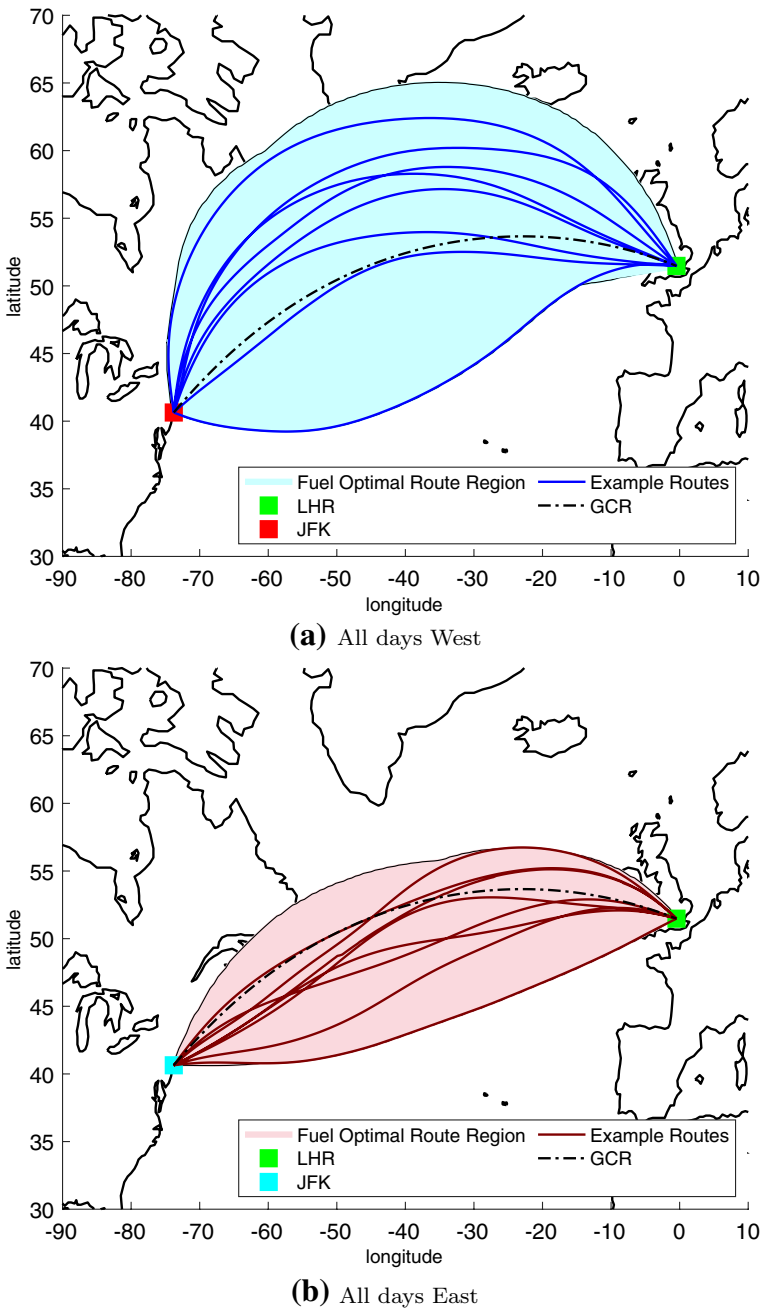 70
65
60
55
50
45
40
35
30
latitude
Fuel Optimal Route Region Example Routes
LHR GCR
JFK
-90 -80 -70 -60 -50 -40 -30 -20 -10 0 10
longitude
(a) All days West
70
65
60
55
50
45
40
35
30
latitude
Fuel Optimal Route Region Example Routes
LHR GCR
JFK
-90 -80 -70 -60 -50 -40 -30 -20 -10 0 10
longitude
(b) All days East